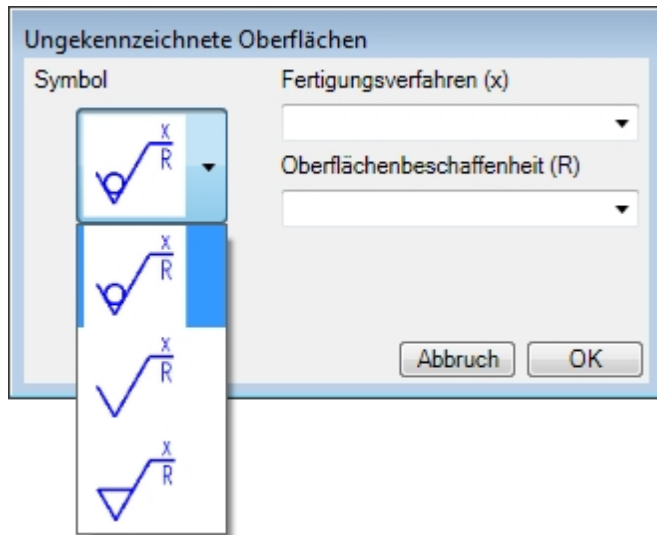 Ungekennzeichnete Oberflächen
Symbol
Fertigungsverfahren (x)
x
R
Oberflächenbeschaffenheit (R)
x
R
x
R
x
R
Abbruch
OK